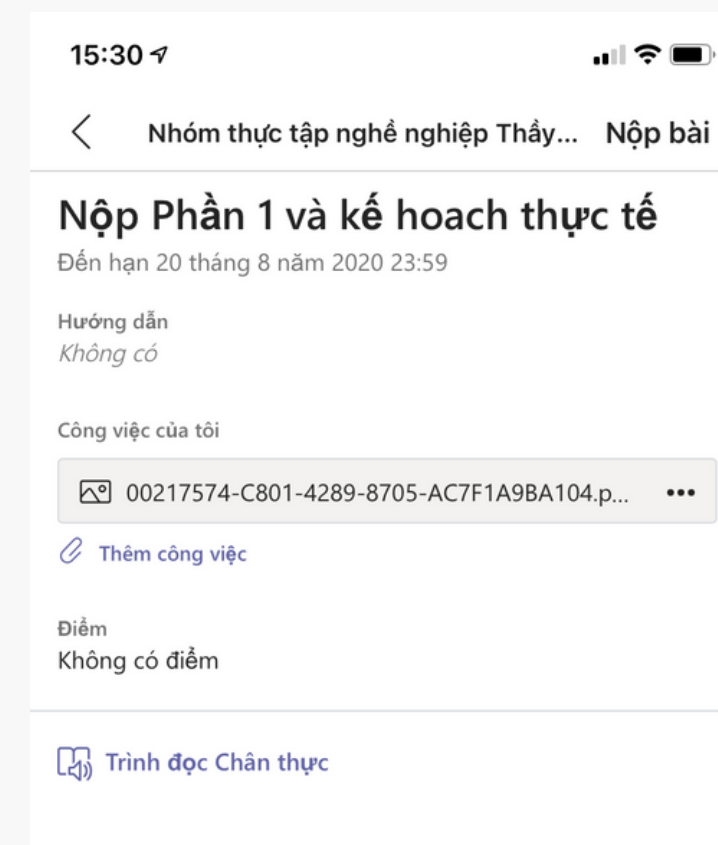 15:30
Nhóm thực tập nghề nghiệp Thầy... Nộp bài
Nộp Phần 1 và kế hoach thực tế
Đến hạn 20 tháng 8 năm 2020 23:59
Hướng dẫn
Không có
Công việc của tôi
00217574-C801-4289-8705-AC7F1A9BA104.p...
Thêm công việc
Điểm
Không có điểm
Trình đọc Chân thực